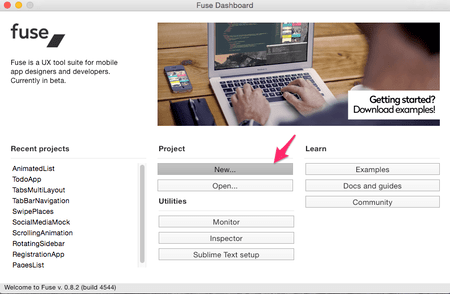 Fuse Dashboard
fuse
Fuse is a UX tool suite for mobile
app designers and developers.
Currently in beta.
Getting started?
Download examples!
Recent projects
AnimatedList
TodoApp
TabsMultiLayout
TabBarNavigation
SwipePlaces
SocialMediaMock
ScrollingAnimation
RotatingSidebar
RegistrationApp
PagesList
Project
New...
Open...
Utilities
Monitor
Inspector
Sublime Text setup
Learn
Examples
Docs and guides
Community
Welcome to Fuse v. 0.8.2 (build 4544)